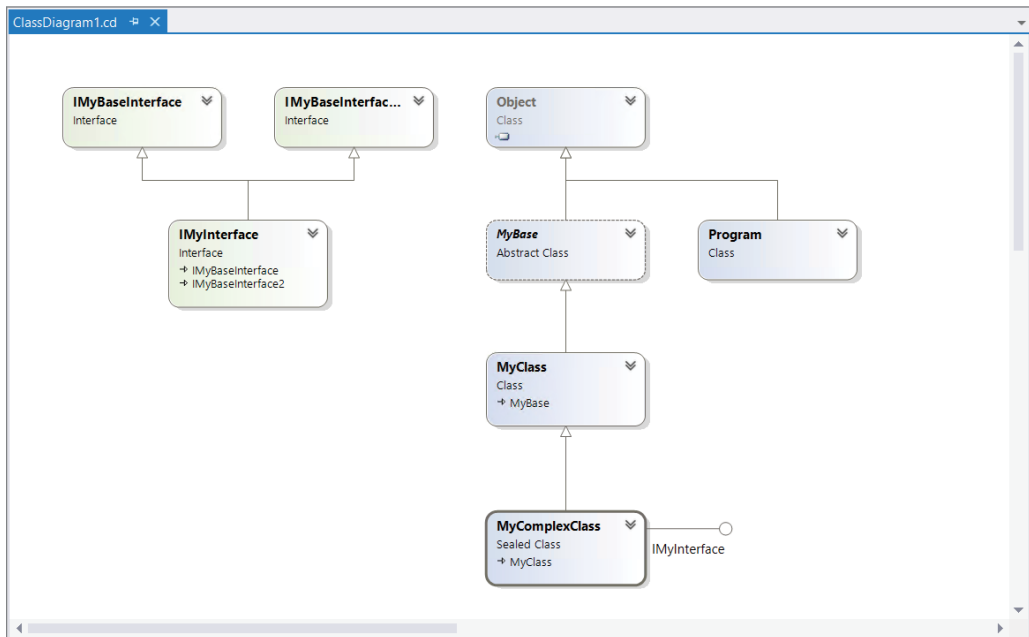 ClassDiagram1.cd
IMyBaseInterface
Interface
IMyBaseInterfac...
Interface
Object
Class
IMyInterface
Interface
IMyBaseInterface
IMyBaseInterface2
MyBase
Abstract Class
Program
Class
MyClass
Class
MyBase
MyComplexClass
Sealed Class
MyClass
IMyInterface